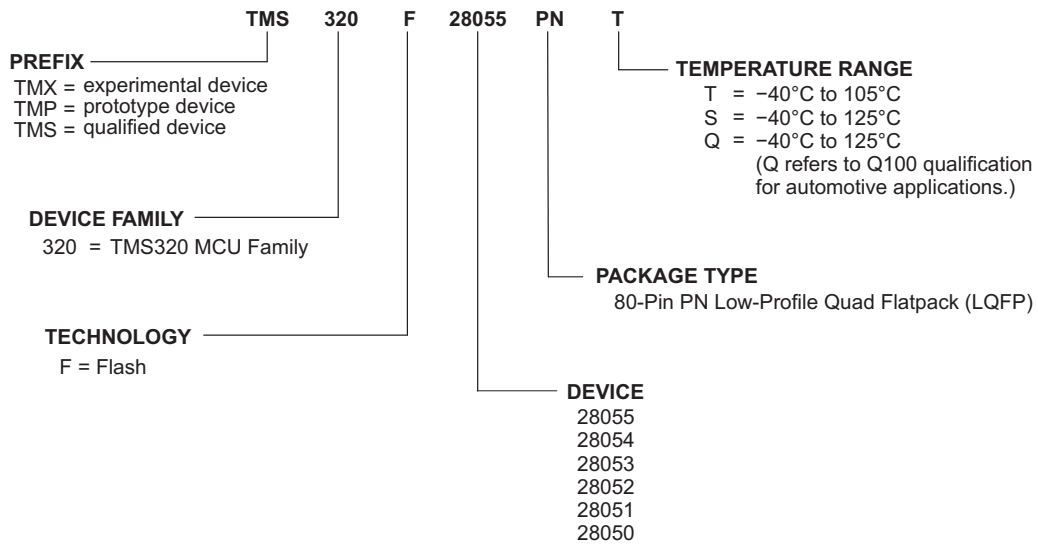 TMS 320 F 28055 PN T
PREFIX
TMX = experimental device
TMP = prototype device
TMS = qualified device
DEVICE FAMILY
320 = TMS320 MCU Family
TECHNOLOGY
F = Flash
TEMPERATURE RANGE
T = −40°C to 105°C
S = −40°C to 125°C
Q = −40°C to 125°C
(Q refers to Q100 qualification
for automotive applications.)
PACKAGE TYPE
80-Pin PN Low-Profile Quad Flatpack (LQFP)
DEVICE
28055
28054
28053
28052
28051
28050